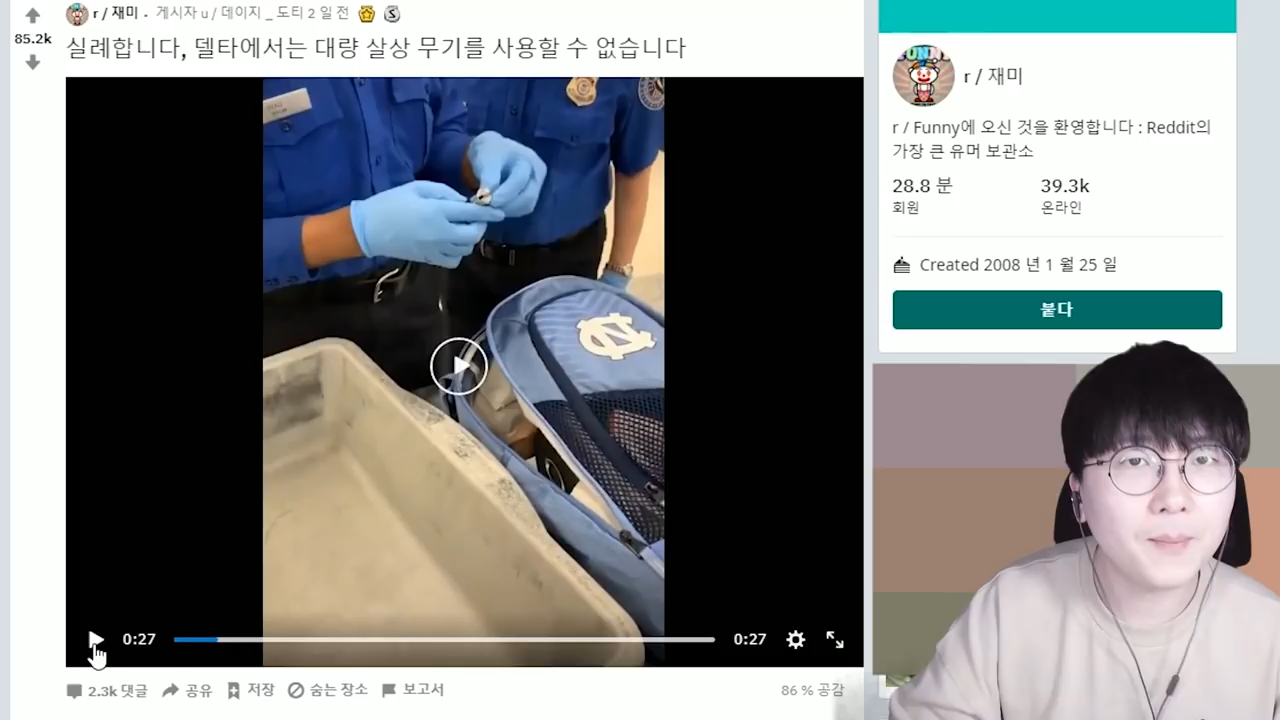 r / 재미 . 게시자 u / 데이지 _ 도티 2 일 전
85.2k
실례합니다, 델타에서는 대량 살상 무기를 사용할 수 없습니다
0:27
0:27
2.3k 댓글
공유
저장
숨는 장소
보고서
86 % 공감
r / 재미
r / Funny에 오신 것을 환영합니다 : Reddit의
가장 큰 유머 보관소
28.8 분
39.3k
회원
온라인
Created 2008 년 1 월 25 일
붙다